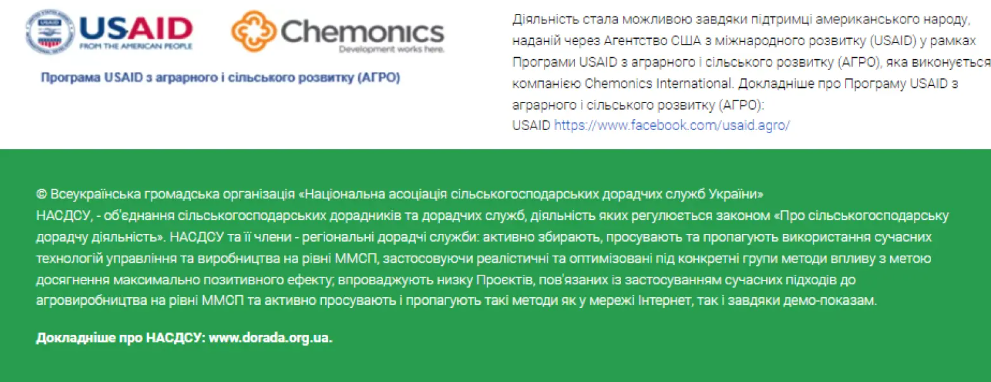 USAID
FROM THE AMERICAN PEOPLE
Chemonics
Development works here.
Програма USAID з аграрного і сільського розвитку (АГРО)
Діяльність стала можливою завдяки підтримці американського народу,
наданій через Агентство США з міжнародного розвитку (USAID) у рамках
Програми USAID з аграрного і сільського розвитку (АГРО), яка виконується
компанією Chemonics International. Докладніше про Програму USAID з
аграрного і сільського розвитку (АГРО):
USAID https://www.facebook.com/usaid.agro/
© Всеукраїнська громадська організація «Національна асоціація сільськогосподарських дорадчих служб України»
НАСДСУ, - об'єднання сільськогосподарських дорадників та дорадчих служб, діяльність яких регулюється законом «Про сільськогосподарську
дорадчу діяльність». НАСДСУ та її члени - регіональні дорадчі служби: активно збирають, просувають та пропагують використання сучасних
технологій управління та виробництва на рівні ММСП, застосовуючи реалістичні та оптимізовані під конкретні групи методи впливу з метою
досягнення максимально позитивного ефекту; впроваджують низку Проєктів, пов'язаних із застосуванням сучасних підходів до
агровиробництва на рівні ММСП та активно просувають і пропагують такі методи як у мережі Інтернет, так і завдяки демо-показам.
Докладніше про НАСДСУ: www.dorada.org.ua.